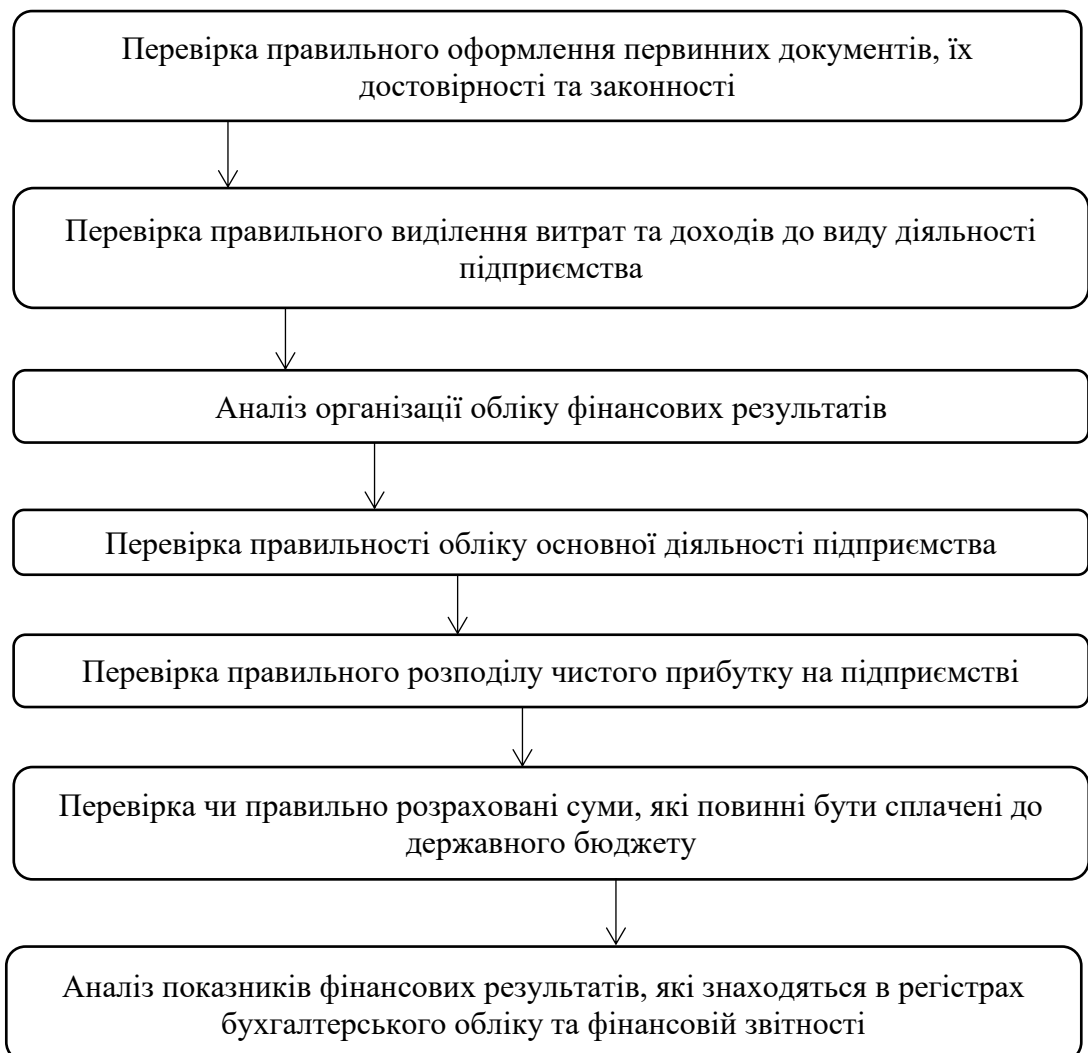 Перевірка правильного оформлення первинних документів, їх
достовірності та законності
Перевірка правильного виділення витрат та доходів до виду діяльності
підприємства
Аналіз організації обліку фінансових результатів
Перевірка правильності обліку основної діяльності підприємства
Перевірка правильного розподілу чистого прибутку на підприємстві
Перевірка чи правильно розраховані суми, які повинні бути сплачені до
державного бюджету
Аналіз показників фінансових результатів, які знаходяться в регістрах
бухгалтерського обліку та фінансовій звітності